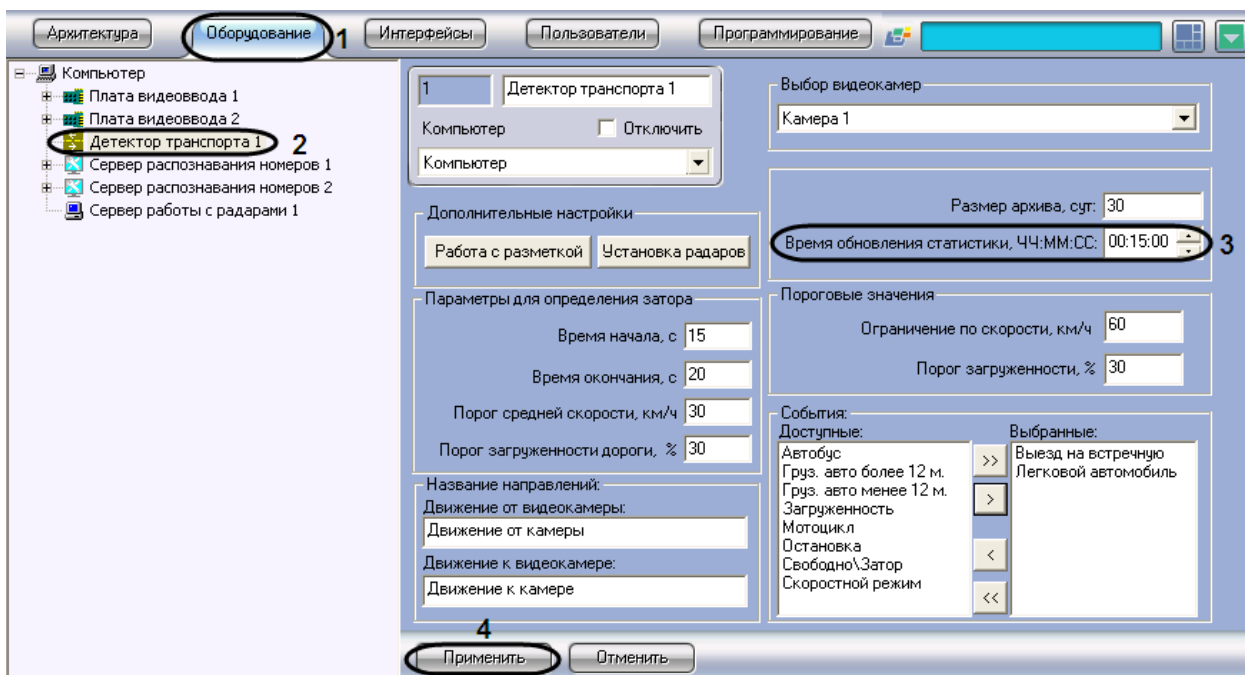 Архитектура Оборудование 1 Интерфейсы Пользователи Программирование
Компьютер
Плата видеоввода 1
Плата видеоввода 2
Детектор транспорта 1 2
Сервер распознавания номеров 1
Сервер распознавания номеров 2
Сервер работы с радарами 1
1 Детектор транспорта 1
Компьютер Отключить
Компьютер
Дополнительные настройки
Работа с разметкой Установка радаров
Параметры для определения затора
Время начала, с 15
Время окончания, с 20
Порог средней скорости, км/ч 30
Порог загруженности дороги, % 30
Название направлений:
Движение от видеокамеры:
Движение от камеры
Движение к видеокамере:
Движение к камере
Выбор видеокамер
Камера 1
Размер архива, сут: 30
Время обновления статистики, ЧЧ:ММ:СС: 00:15:00 3
Пороговые значения
Ограничение по скорости, км/ч 60
Порог загруженности, % 30
События:
Доступные:
Автобус
Груз. авто более 12 м.
Груз. авто менее 12 м.
Загруженность
Мотоцикл
Остановка
Свободно\Затор
Скоростной режим
>>
>
<
<<
Выбранные:
Выезд на встречную
Легковой автомобиль
4
Применить Отменить